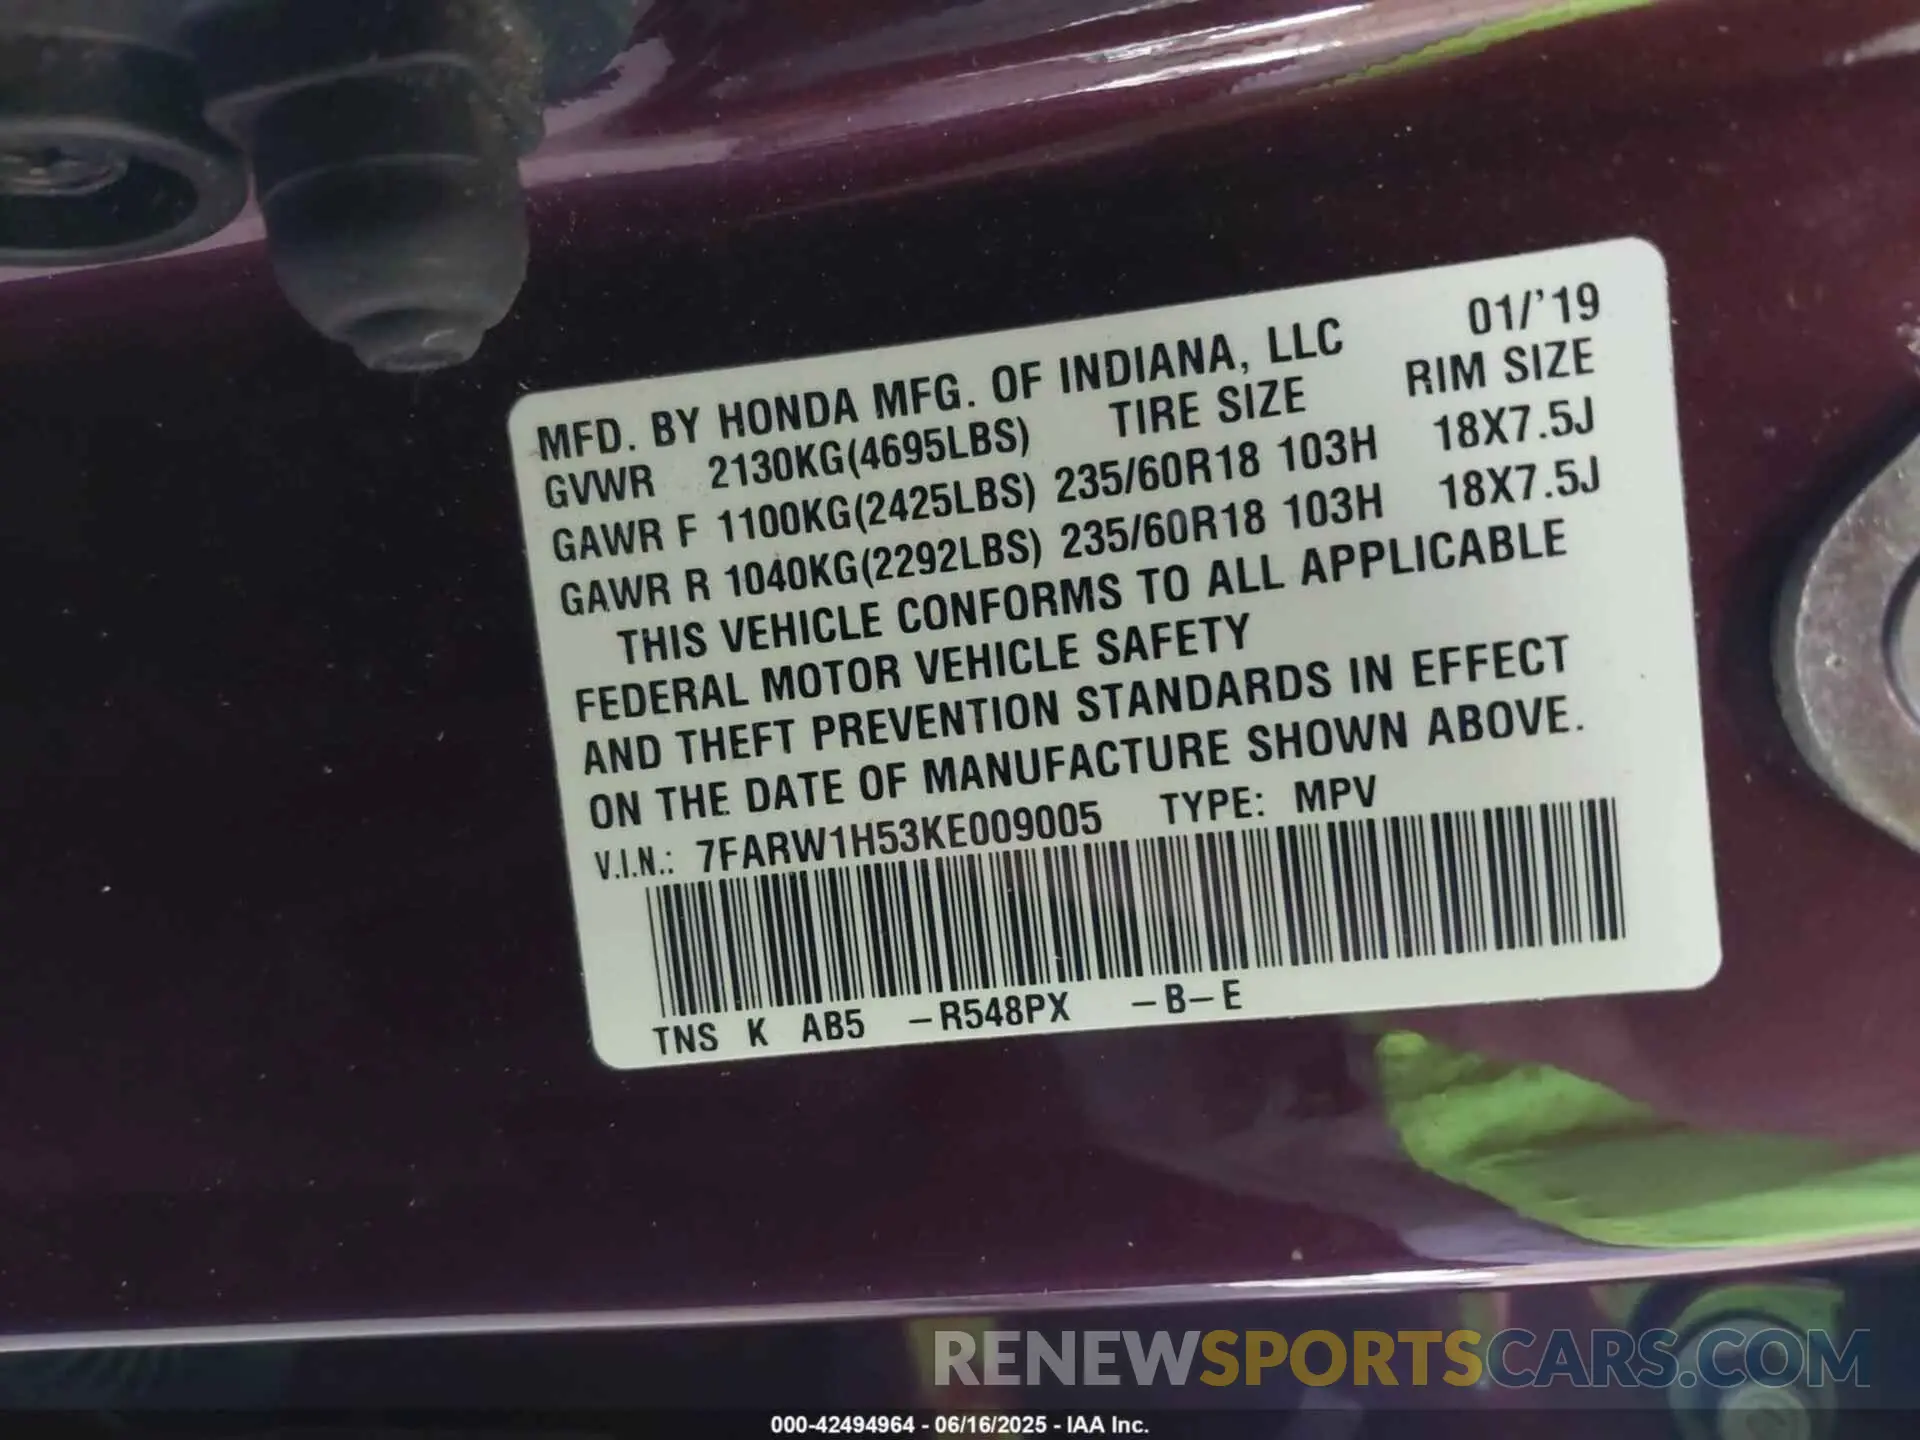 MFD. BY HONDA MFG. OF INDIANA, LLC 01/'19
GVWR 2130KG(4695LBS) TIRE SIZE RIM SIZE
GAWR F 1100KG(2425LBS) 235/60R18 103H 18X7.5J
GAWR R 1040KG(2292LBS) 235/60R18 103H 18X7.5J
THIS VEHICLE CONFORMS TO ALL APPLICABLE
FEDERAL MOTOR VEHICLE SAFETY
AND THEFT PREVENTION STANDARDS IN EFFECT
ON THE DATE OF MANUFACTURE SHOWN ABOVE.
V.I.N.: 7FARW1H53KE009005 TYPE: MPV
TNS K AB5 -R548PX -B-E
RENEWSPORTSCARS.COM
000-42494964 - 06/16/2025 - IAA Inc.